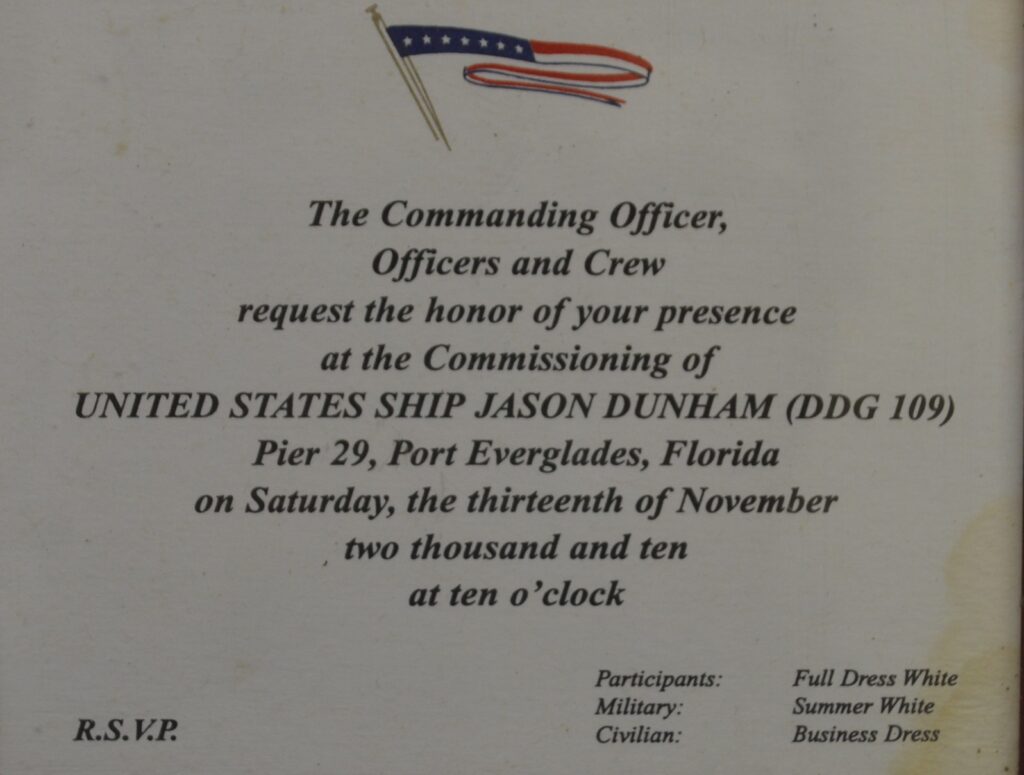 The Commanding Officer,
Officers and Crew
request the honor of your presence
at the Commissioning of
UNITED STATES SHIP JASON DUNHAM (DDG 109)
Pier 29, Port Everglades, Florida
on Saturday, the thirteenth of November
two thousand and ten
at ten o’clock
Participants: Full Dress White
Military: Summer White
Civilian: Business Dress
R.S.V.P.